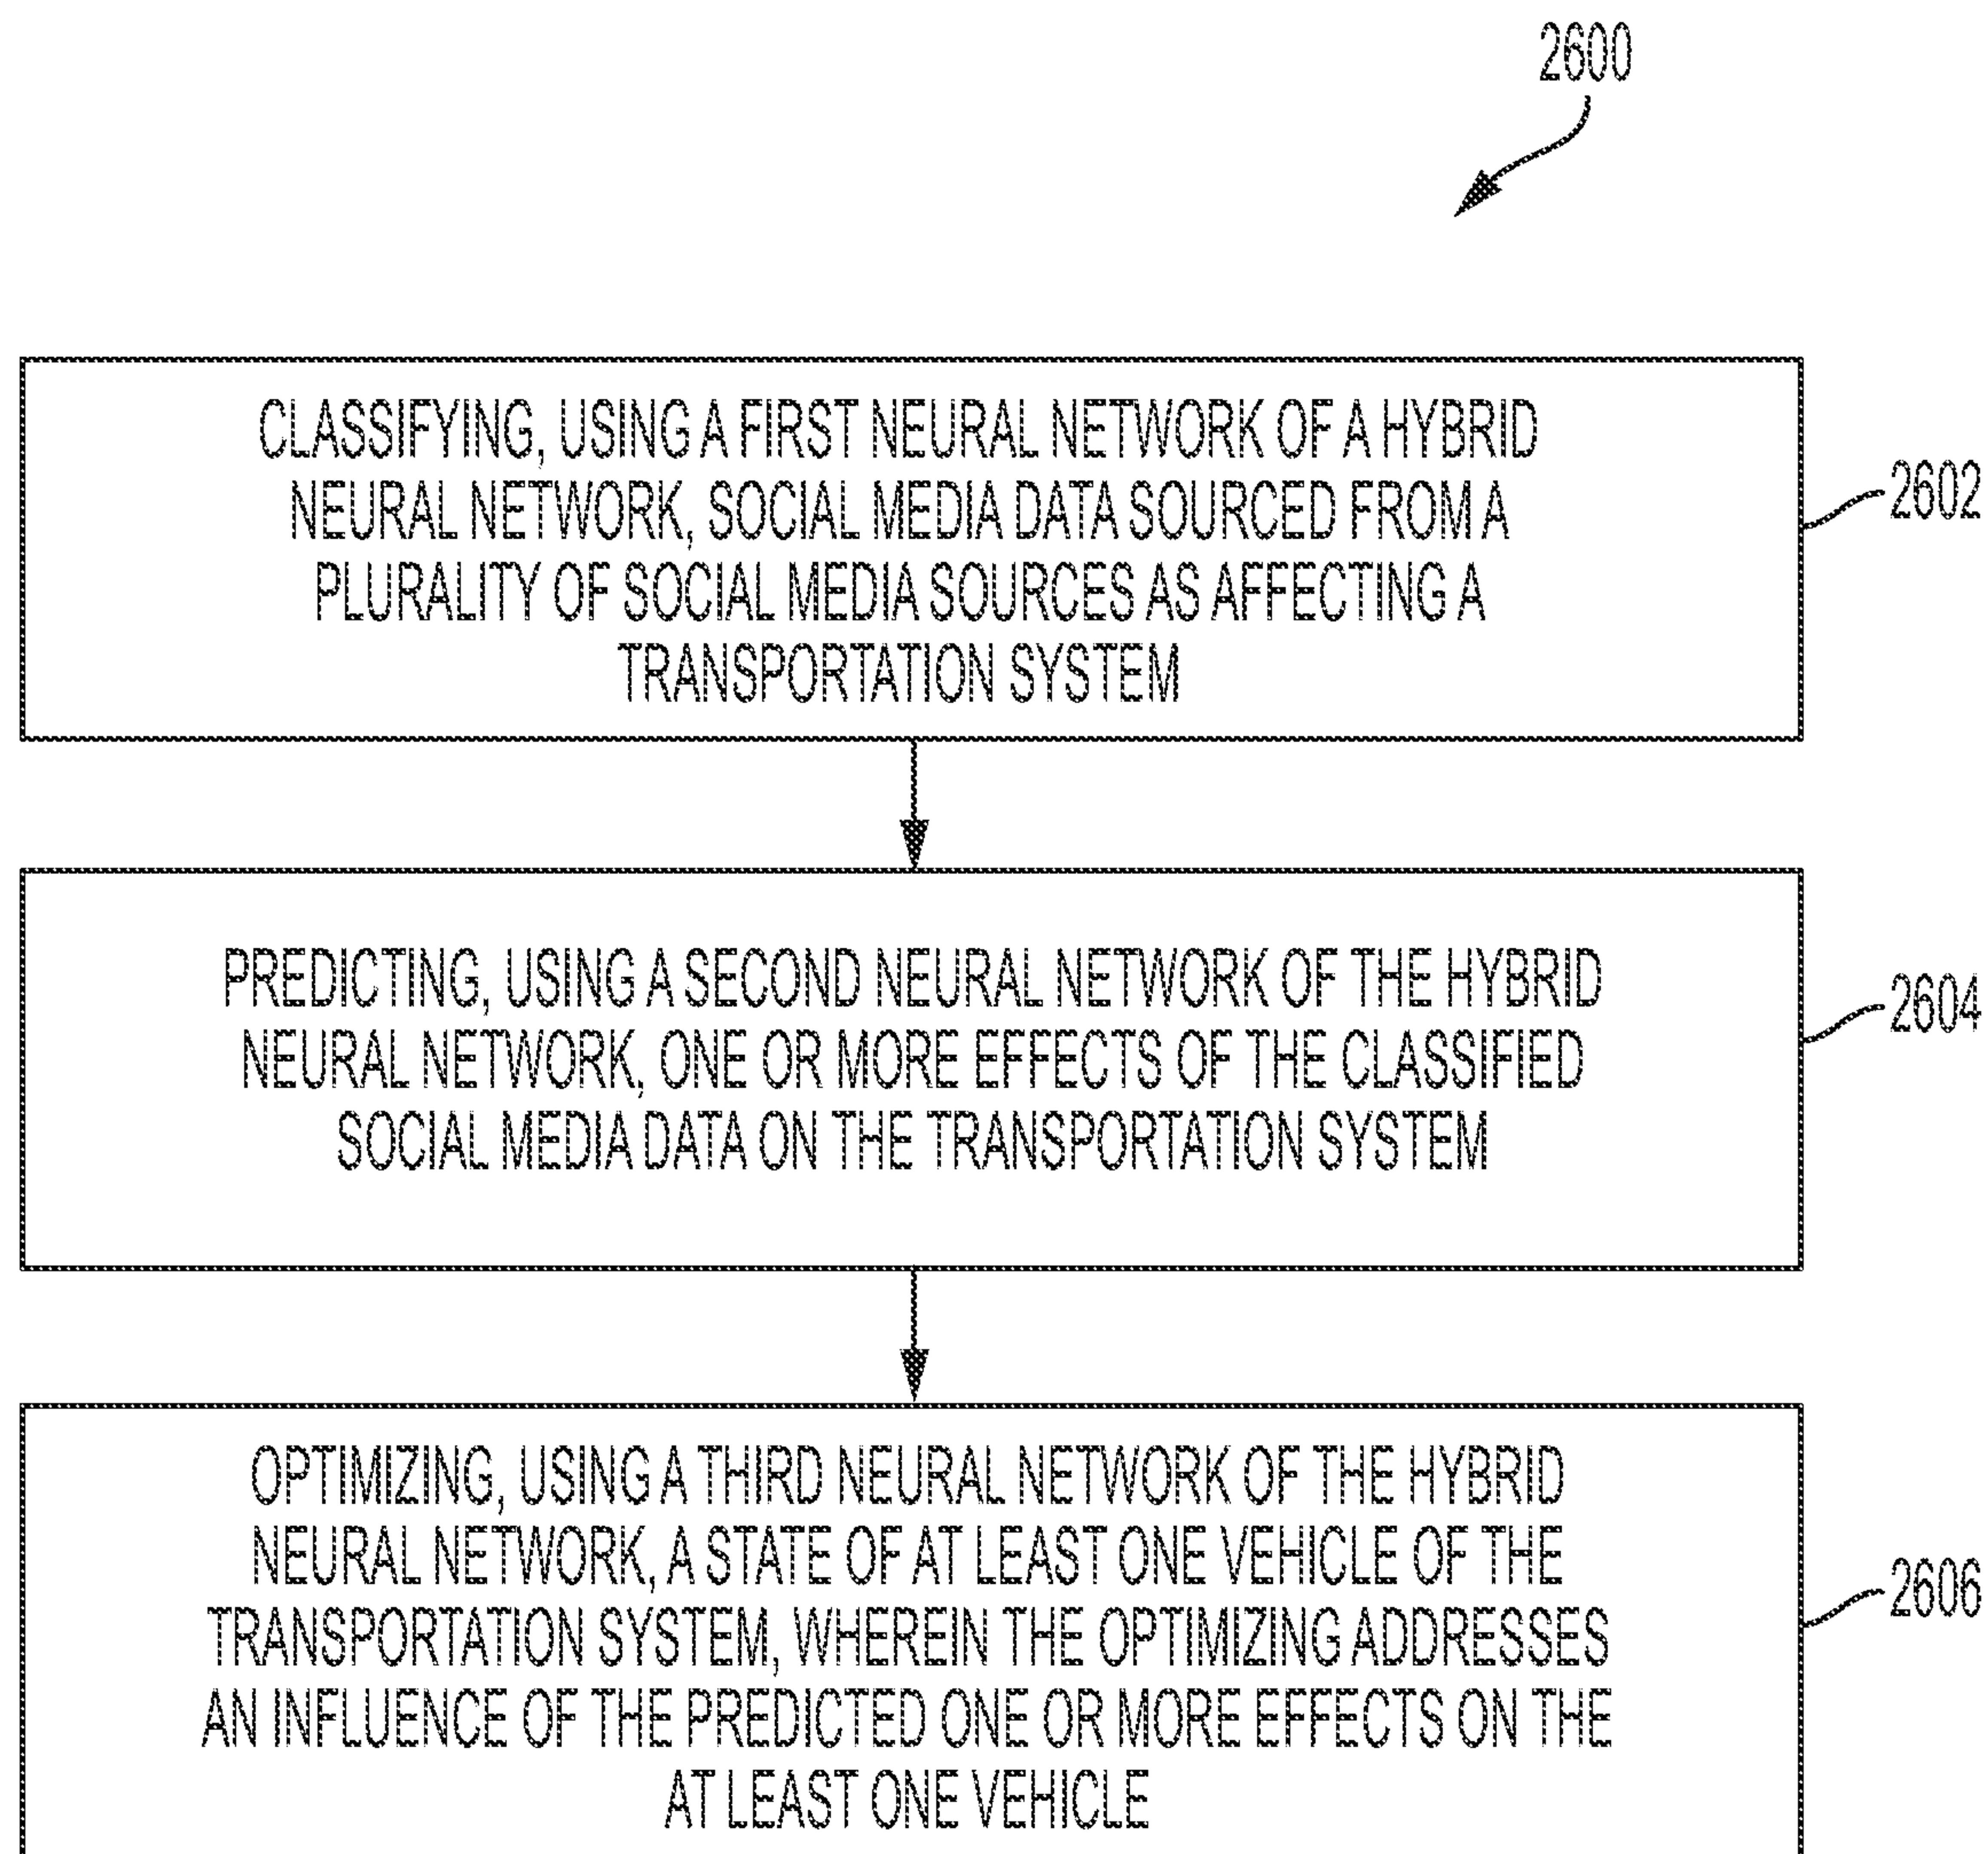 2600
CLASSIFYING, USING A FIRST NEURAL NETWORK OF A HYBRID
NEURAL NETWORK, SOCIAL MEDIA DATA SOURCED FROM A
PLURALITY OF SOCIAL MEDIA SOURCES AS AFFECTING A
TRANSPORTATION SYSTEM
2602
PREDICTING, USING A SECOND NEURAL NETWORK OF THE HYBRID
NEURAL NETWORK, ONE OR MORE EFFECTS OF THE CLASSIFIED
SOCIAL MEDIA DATA ON THE TRANSPORTATION SYSTEM
2604
OPTIMIZING, USING A THIRD NEURAL NETWORK OF THE HYBRID
NEURAL NETWORK, A STATE OF AT LEAST ONE VEHICLE OF THE
TRANSPORTATION SYSTEM, WHEREIN THE OPTIMIZING ADDRESSES
AN INFLUENCE OF THE PREDICTED ONE OR MORE EFFECTS ON THE
AT LEAST ONE VEHICLE
2606